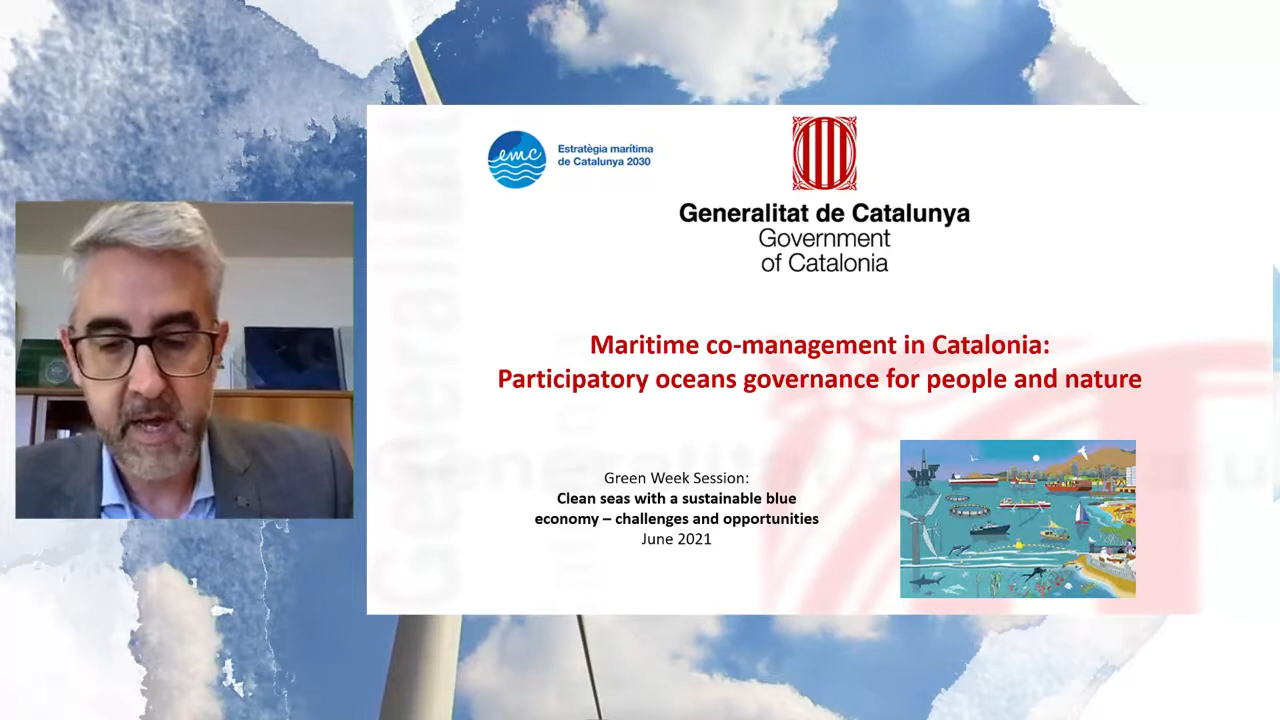 emc
Estratègia marítima
de Catalunya 2030
Generalitat de Catalunya
Government
of Catalonia
Maritime co-management in Catalonia:
Participatory oceans governance for people and nature
Green Week Session:
Clean seas with a sustainable blue
economy – challenges and opportunities
June 2021